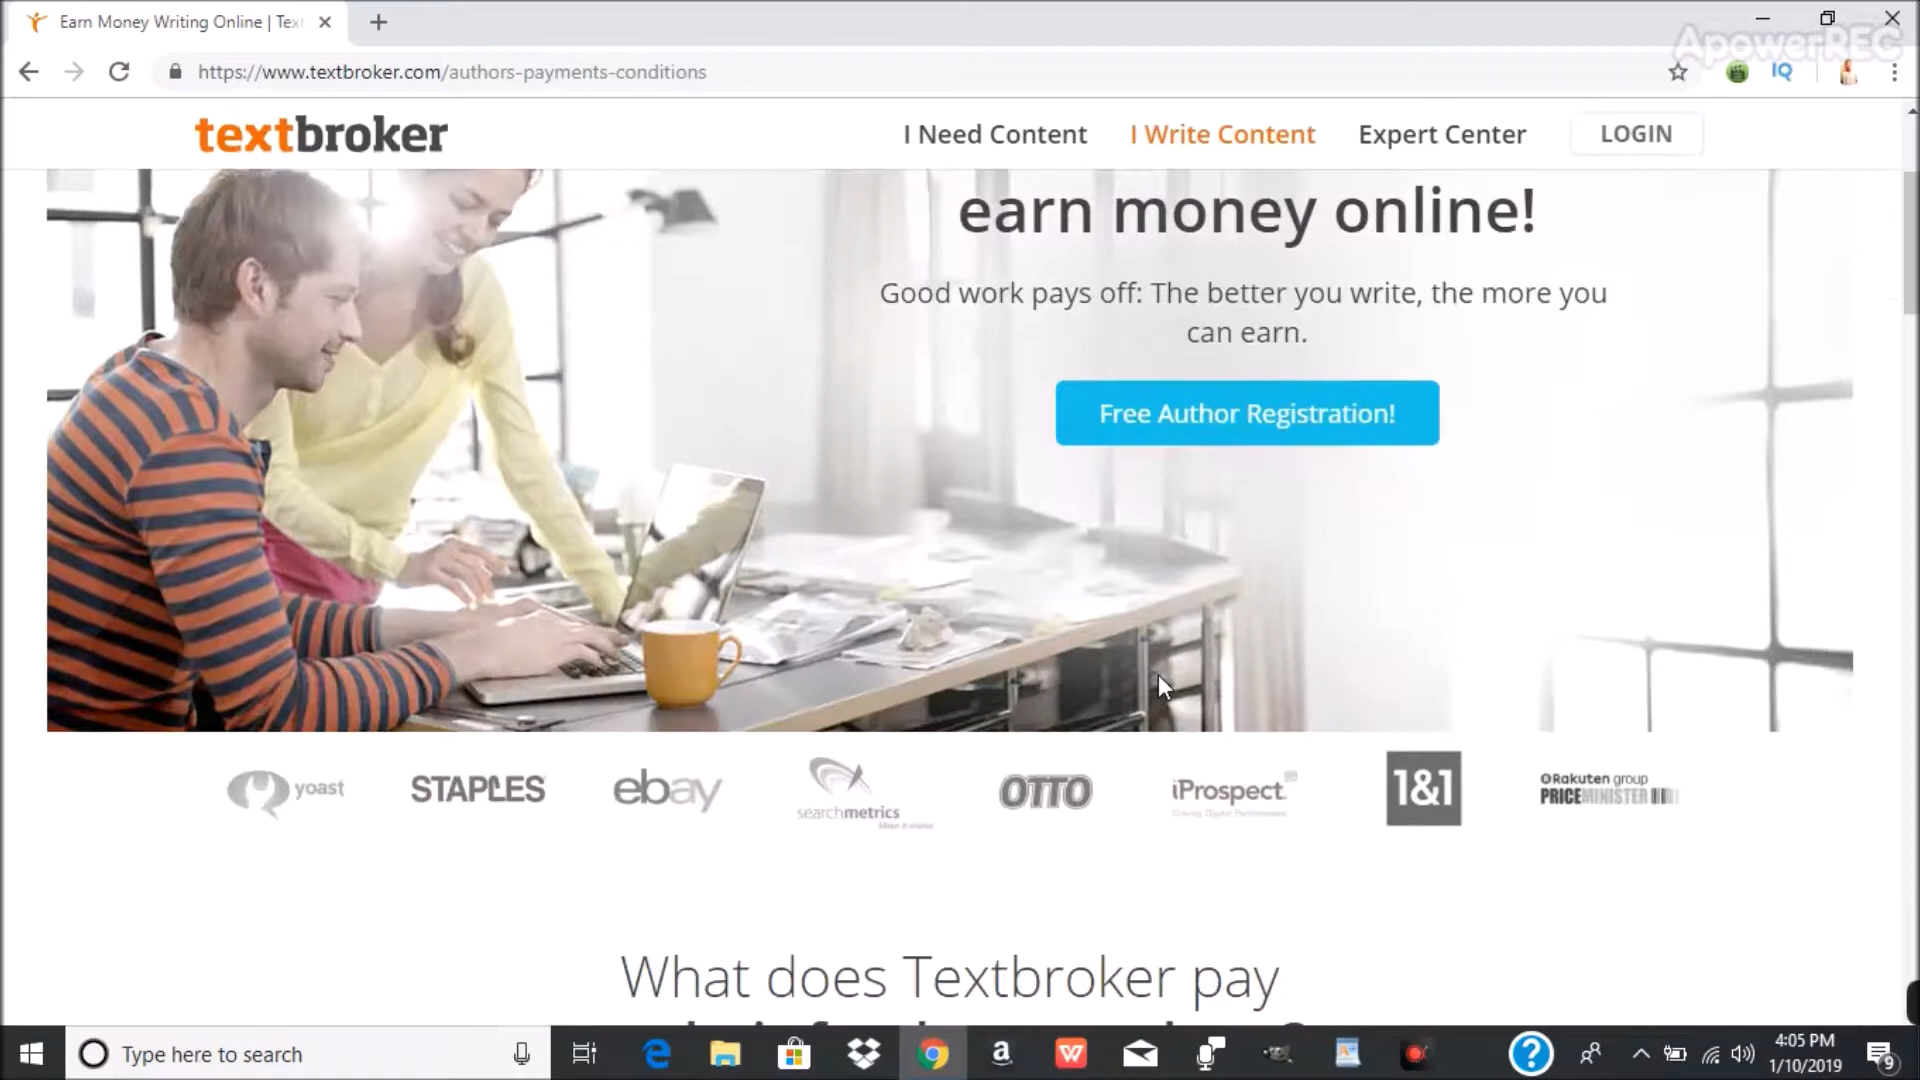 Earn Money Writing Online | Tex
ApowerREC
https://www.textbroker.com/authors-payments-conditions
IQ
textbroker
I Need Content
I Write Content
Expert Center
LOGIN
earn money online!
Good work pays off: The better you write, the more you
can earn.
Free Author Registration!
yoast
STAPLES
ebay
searchmetrics
OTTO
iProspect
1&1
Rakuten group
PRICEMINISTER
What does Textbroker pay
Type here to search
4:05 PM
1/10/2019
9